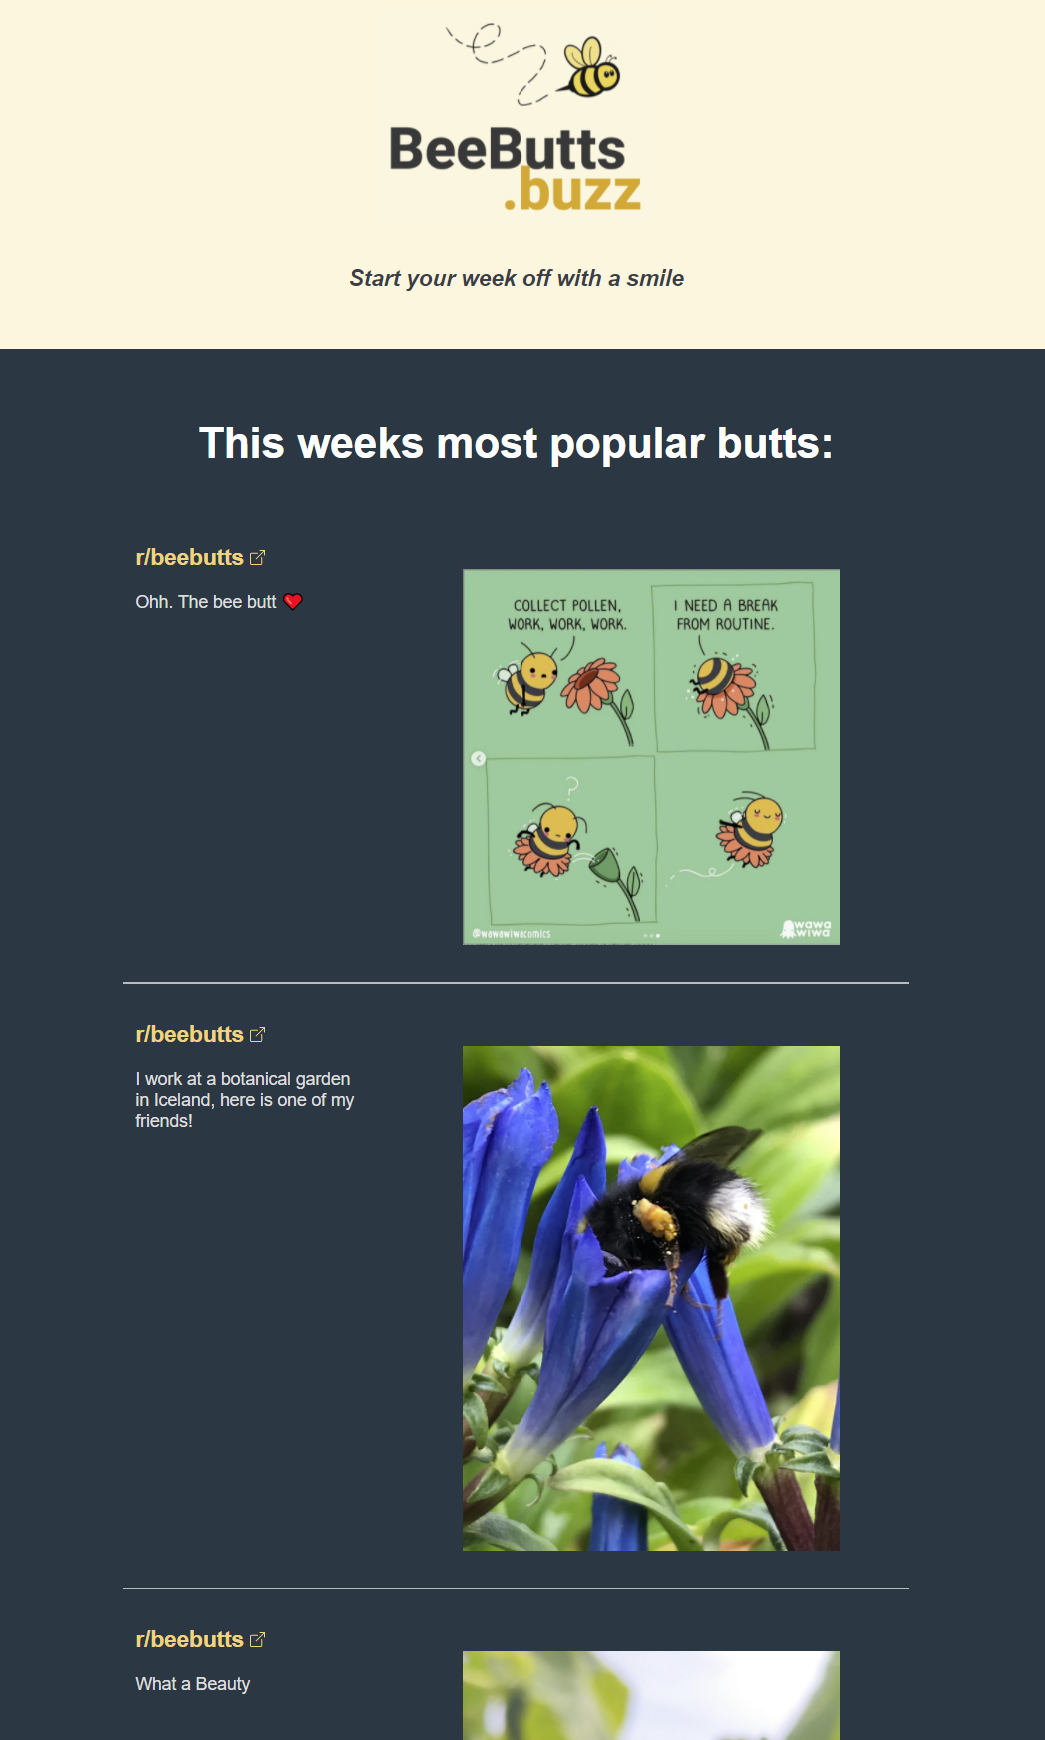 BeeButts
.buzz
Start your week off with a smile
This weeks most popular butts:
r/beebutts
Ohh. The bee butt ❤
COLLECT POLLEN,
WORK, WORK, WORK.
I NEED A BREAK
FROM ROUTINE.
?
@wawawiwacomics
wawa
wiwa
r/beebutts
I work at a botanical garden
in Iceland, here is one of my
friends!
r/beebutts
What a Beauty